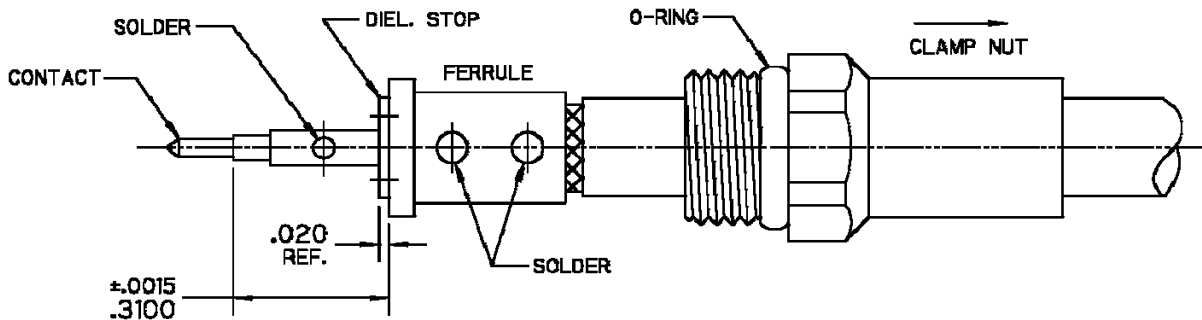 SOLDER
DIEL. STOP
O-RING
CLAMP NUT
CONTACT
FERRULE
.020
REF.
SOLDER
±.0015
.3100